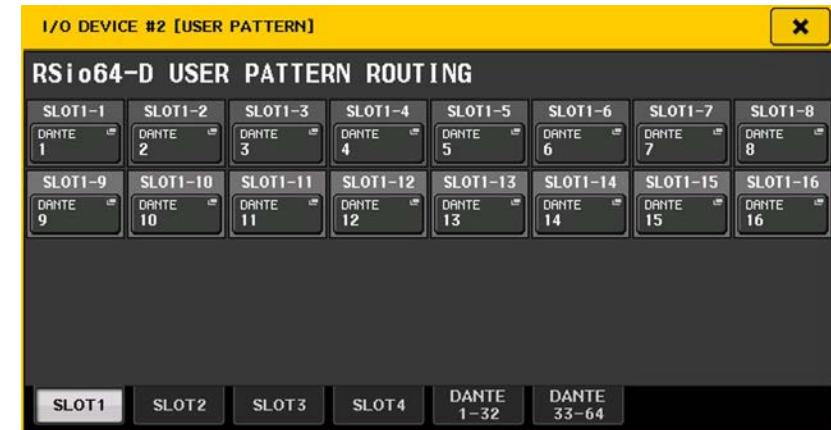 I/O DEVICE #2 [USER PATTERN]
RSio64-D USER PATTERN ROUTING
SLOT1-1 SLOT1-2 SLOT1-3 SLOT1-4 SLOT1-5 SLOT1-6 SLOT1-7 SLOT1-8
DANTE DANTE DANTE DANTE DANTE DANTE DANTE DANTE
1 2 3 4 5 6 7 8
SLOT1-9 SLOT1-10 SLOT1-11 SLOT1-12 SLOT1-13 SLOT1-14 SLOT1-15 SLOT1-16
DANTE DANTE DANTE DANTE DANTE DANTE DANTE DANTE
9 10 11 12 13 14 15 16
SLOT1 SLOT2 SLOT3 SLOT4 DANTE 1-32 DANTE 33-64